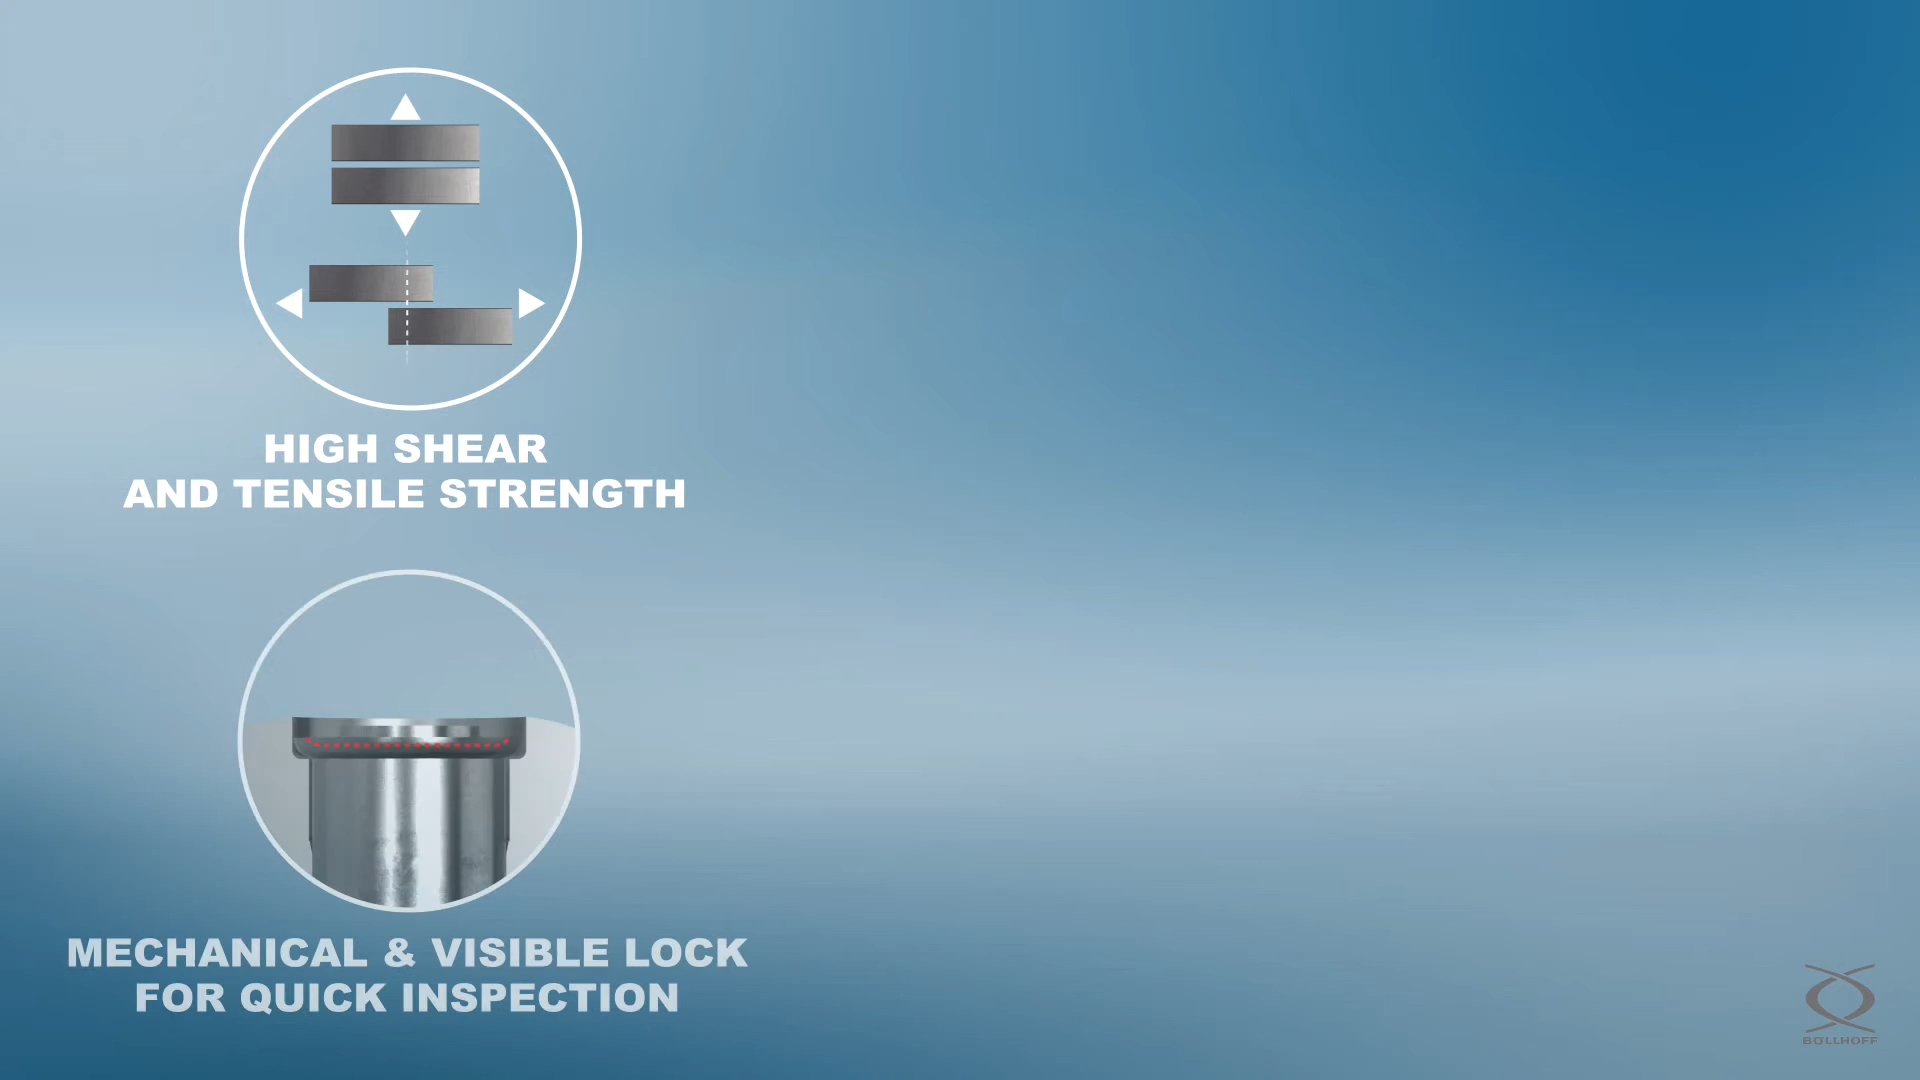 HIGH SHEAR
AND TENSILE STRENGTH
MECHANICAL & VISIBLE LOCK
FOR QUICK INSPECTION
BÖLLHOFF